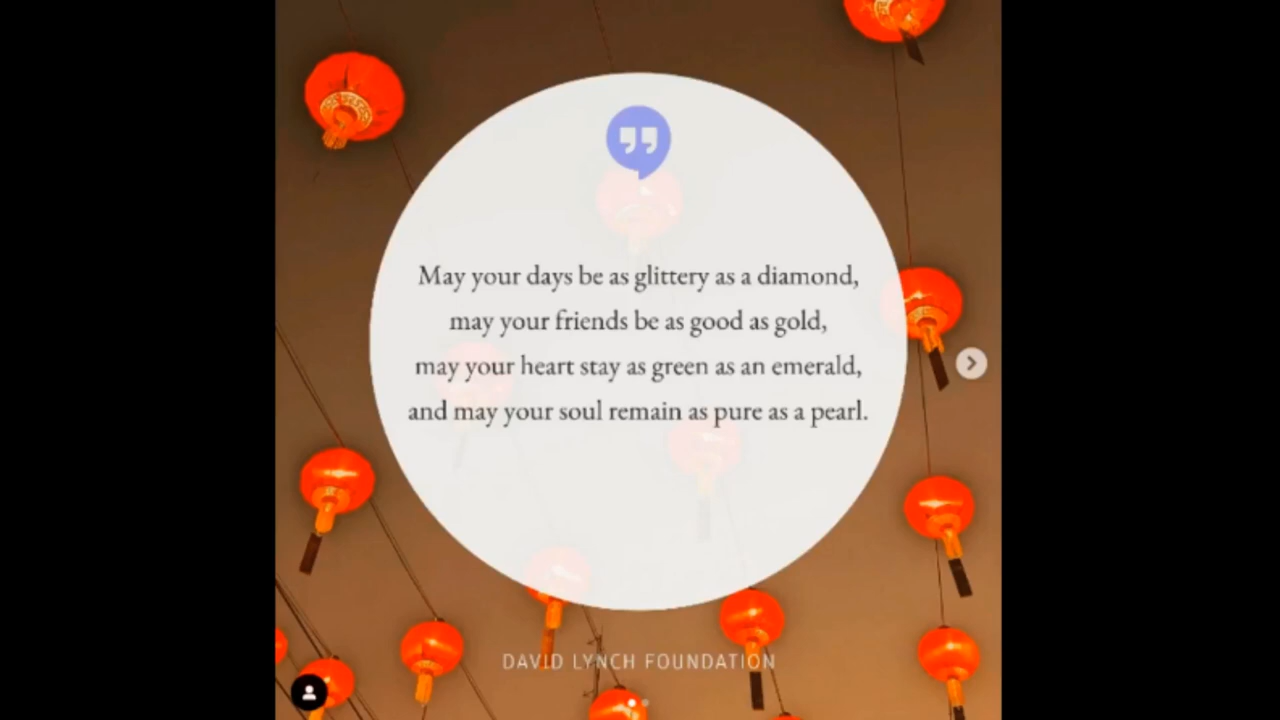 May your days be as glittery as a diamond,
may your friends be as good as gold,
may your heart stay as green as an emerald,
and may your soul remain as pure as a pearl.
DAVID LYNCH FOUNDATION